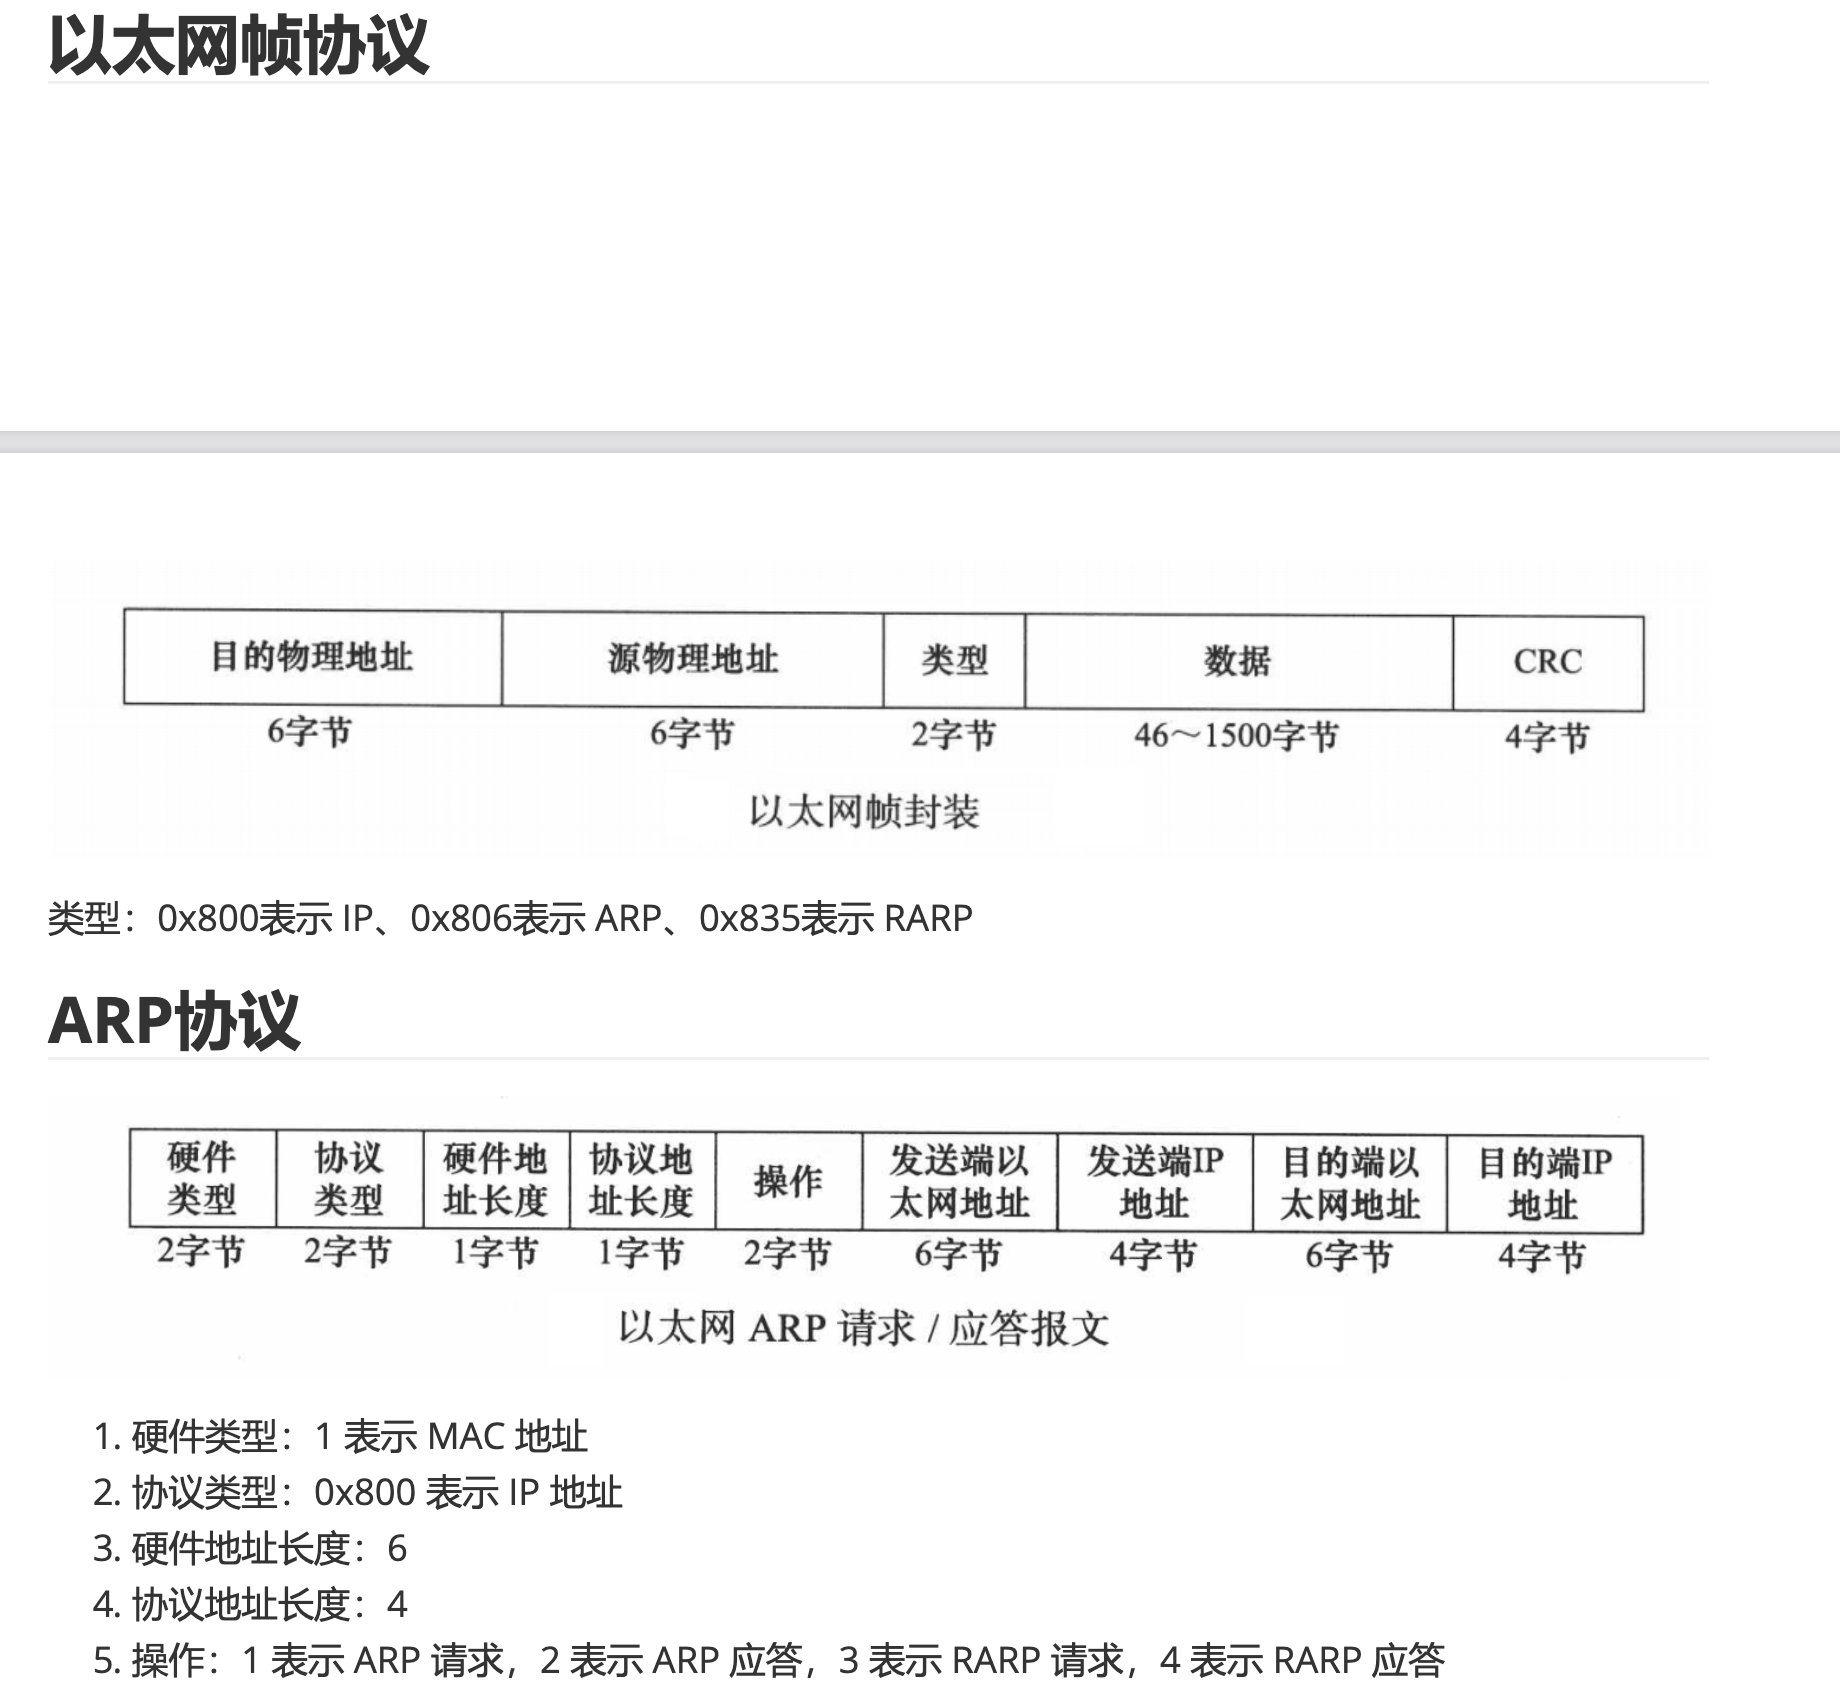 以太网帧协议
目的物理地址 源物理地址 类型 数据 CRC
6字节 6字节 2字节 46～1500字节 4字节
以太网帧封装
类型：0x800表示 IP、0x806表示 ARP、0x835表示 RARP
ARP协议
硬件 协议 硬件地 协议地 操作 发送端以 发送端IP 目的端以 目的端IP
类型 类型 址长度 址长度 太网地址 地址 太网地址 地址
2字节 2字节 1字节 1字节 2字节 6字节 4字节 6字节 4字节
以太网 ARP 请求 / 应答报文
1. 硬件类型：1 表示 MAC 地址
2. 协议类型：0x800 表示 IP 地址
3. 硬件地址长度：6
4. 协议地址长度：4
5. 操作：1 表示 ARP 请求，2 表示 ARP 应答，3 表示 RARP 请求，4 表示 RARP 应答